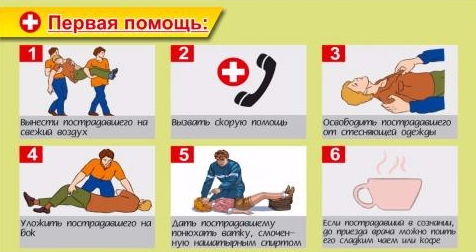 Первая помощь:
1
Вынести пострадавшего на
свежий воздух
2
Вызвать скорую помощь
3
Освободить пострадавшего
от стесняющей одежды
4
Уложить пострадавшего на
бок
5
Дать пострадавшему
понюхать ватку, смочен-
ную нашатырным спиртом
6
Если пострадавший в сознании,
до приезда врача можно поить
его сладким чаем или кофе